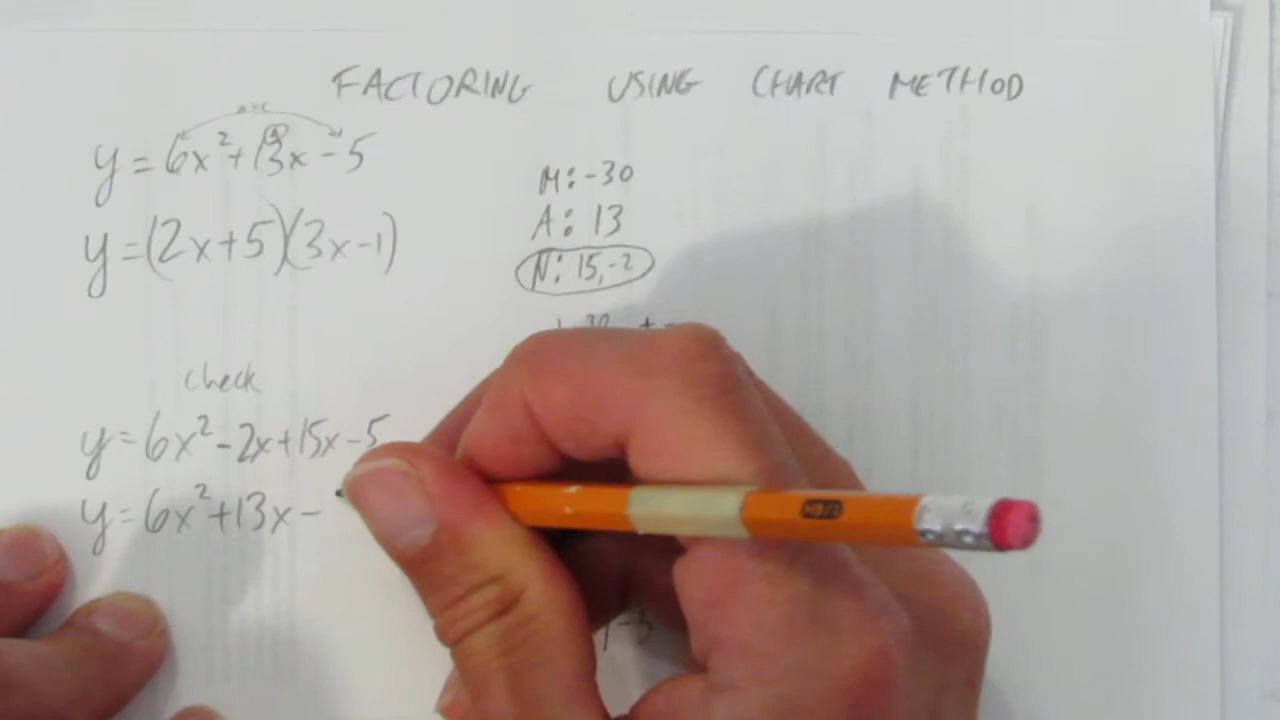 FACTORING USING CHART METHOD
axc
y=6x²+13x-5
y=(2x+5)(3x-1)
M:-30
A: 13
N: 15,-2
check
y=6x²-2x+15x-5
y=6x²+13x-